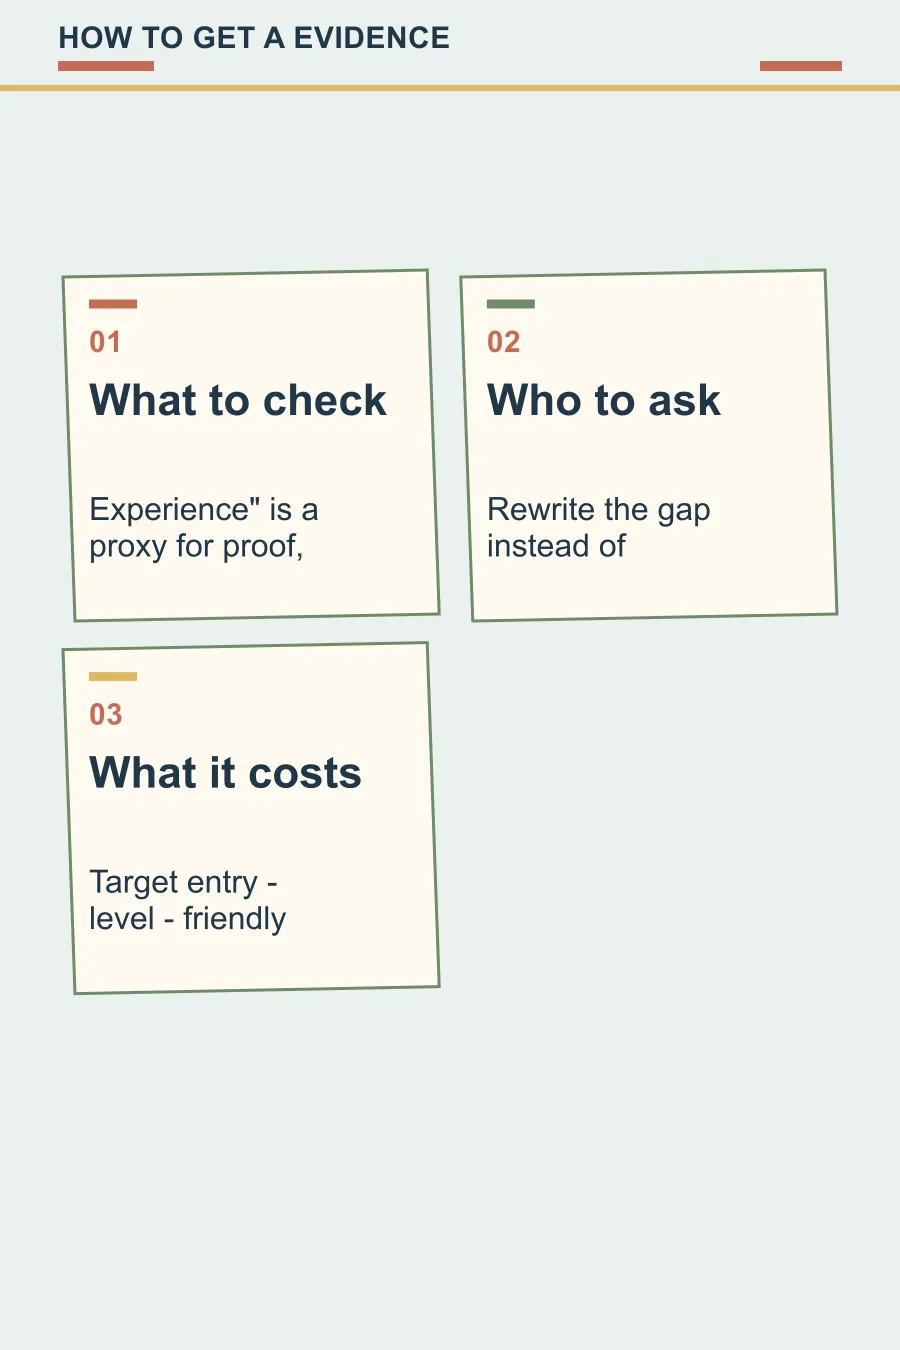 HOW TO GET A EVIDENCE
01
What to check
Experience" is a
proxy for proof,
02
Who to ask
Rewrite the gap
instead of
03
What it costs
Target entry -
level - friendly